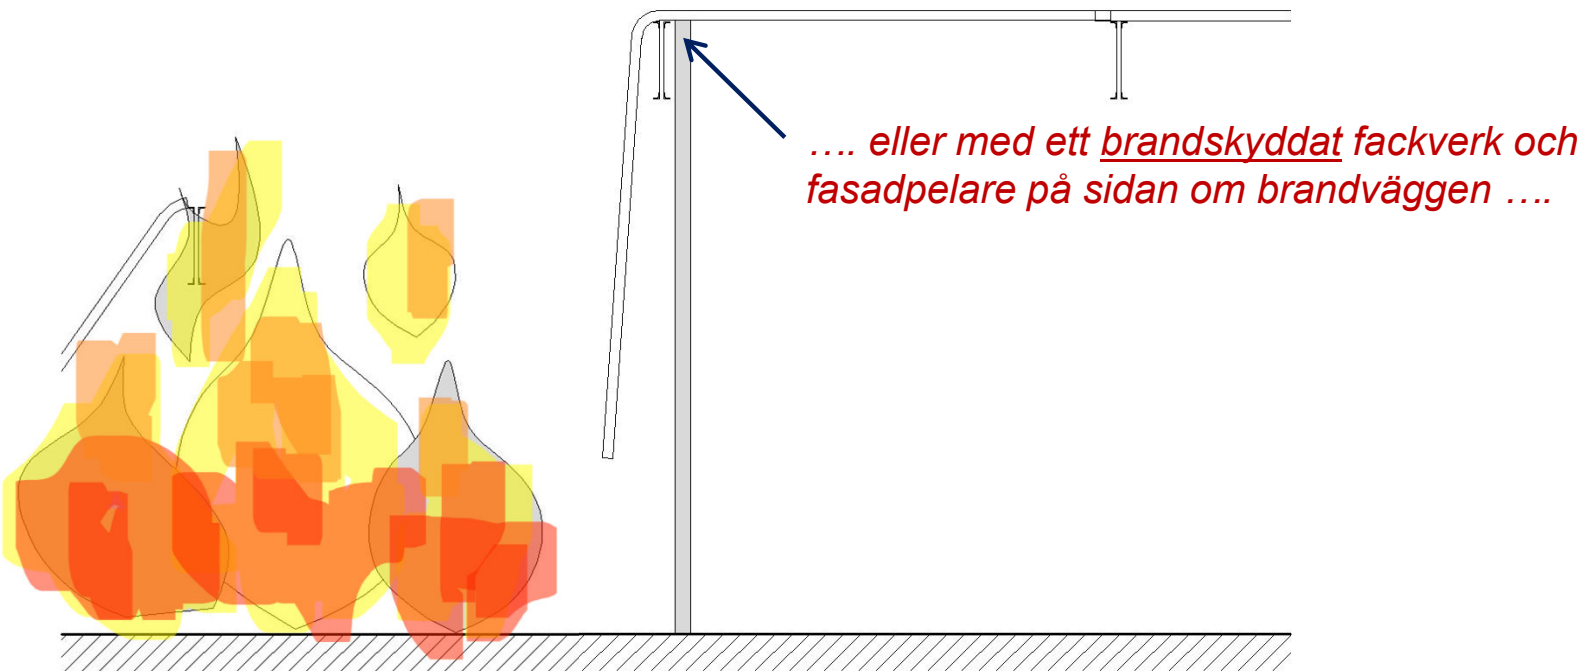 …. eller med ett brandskyddat fackverk och
fasadpelare på sidan om brandväggen ….